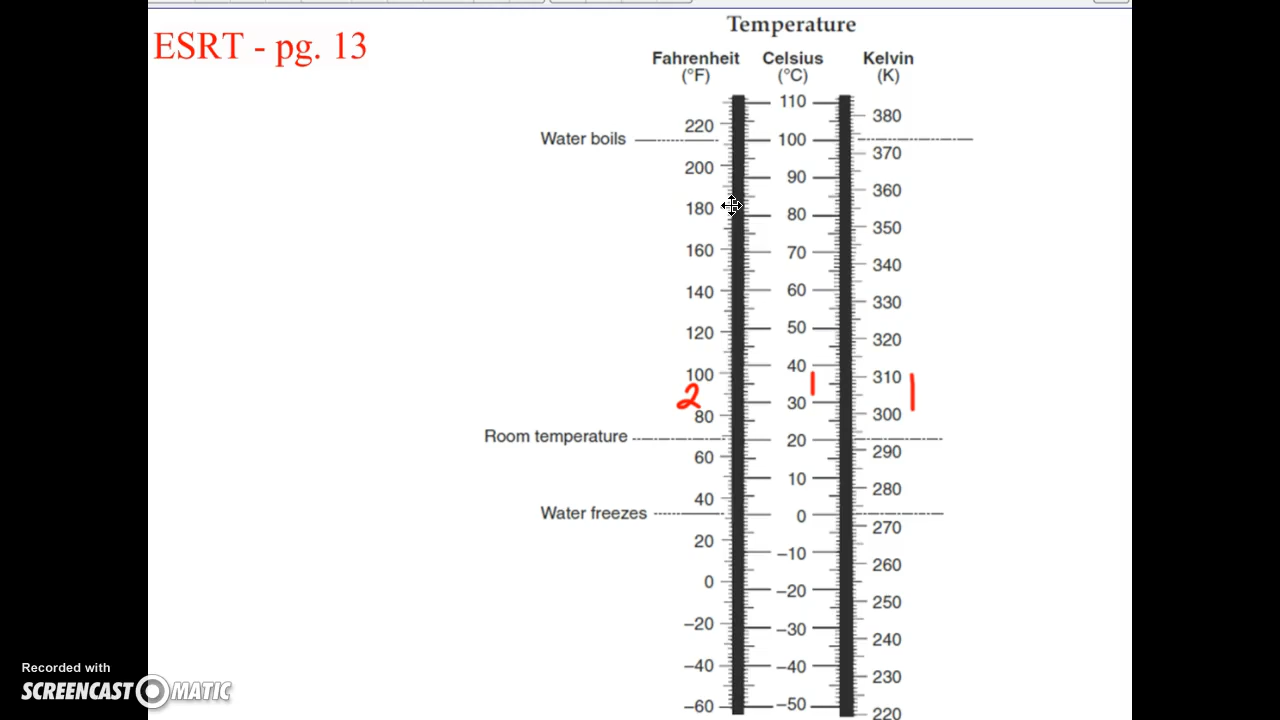 Temperature
ESRT - pg. 13
Fahrenheit Celsius Kelvin
(°F) (°C) (K)
110
220 380
Water boils 100
200 370
90
180 360
80
350
160 70
340
140 60
330
120 50
320
100 40 310
2 | |
80 30 300
Room temperature 20
60 290
10
40 280
Water freezes 0
20 270
-10
0 260
-20
250
-20 -30
240
-40 -40
230
-60 -50
220
Recorded with
SCREENCAST O MATIC